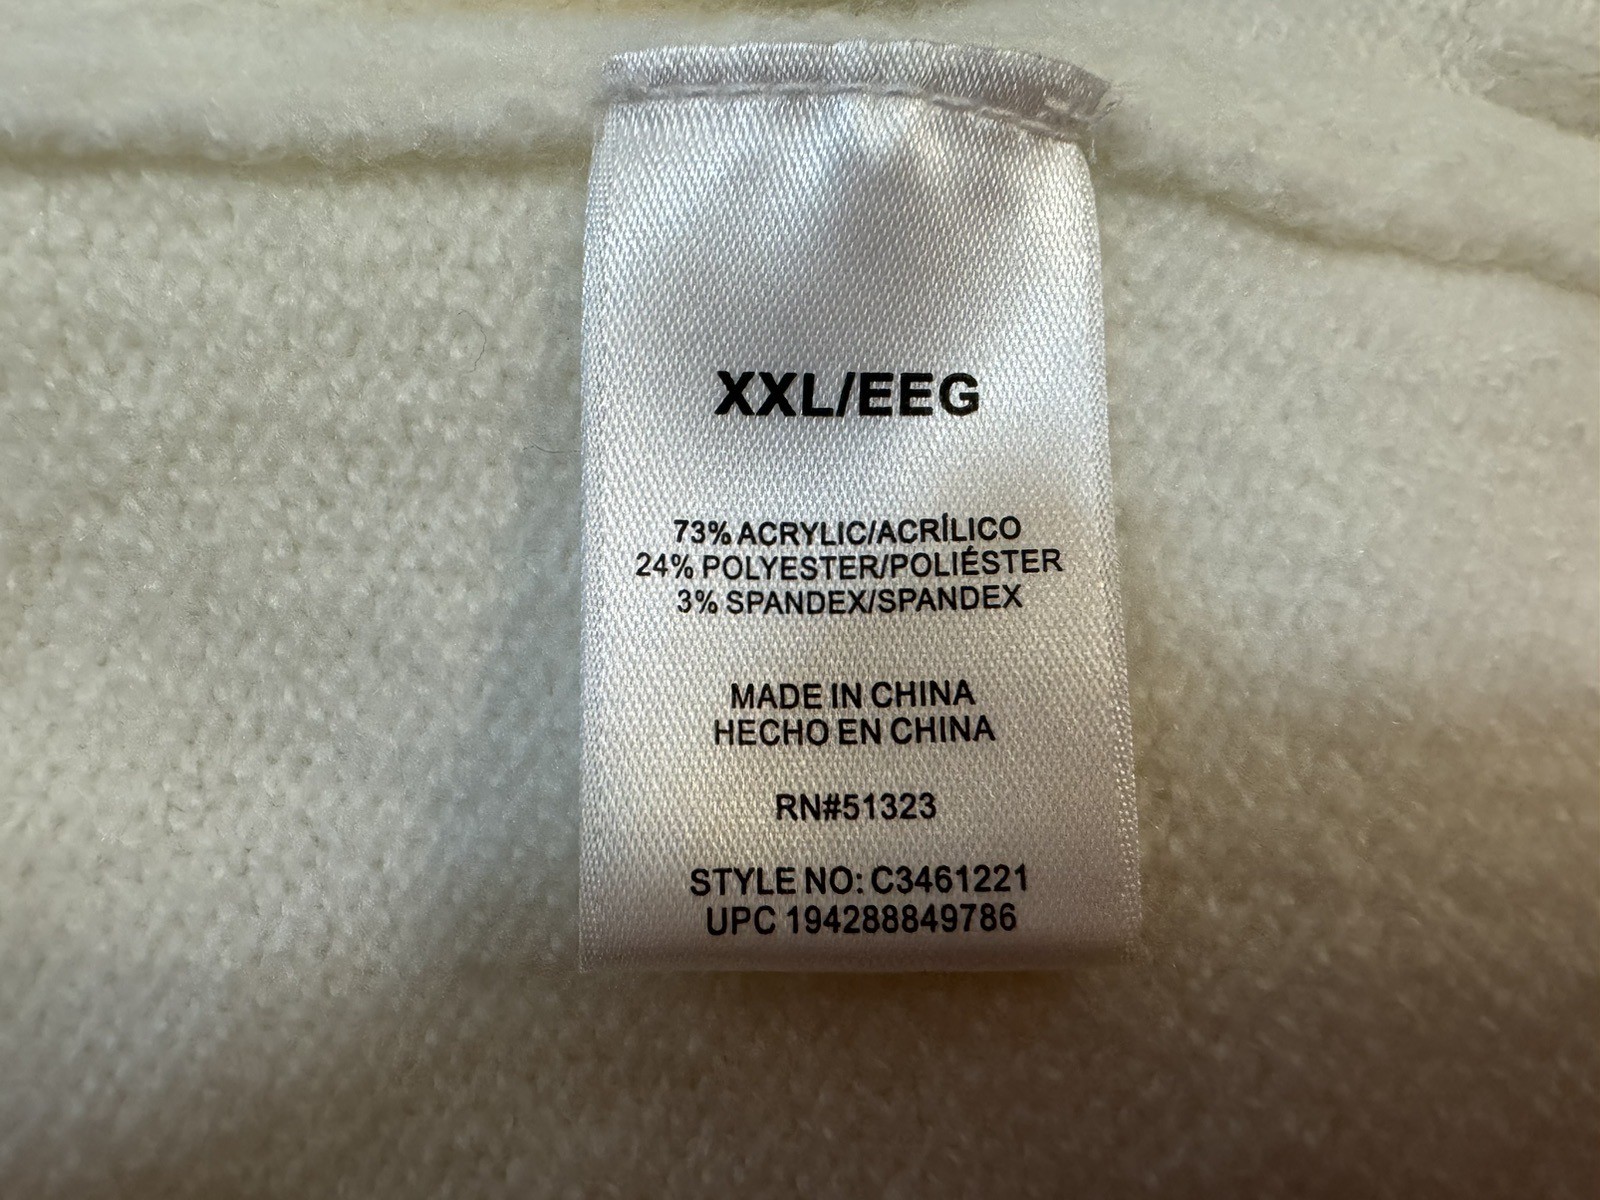 XXL/EEG
73% ACRYLIC/ACRÍLICO
24% POLYESTER/POLIÉSTER
3% SPANDEX/SPANDEX
MADE IN CHINA
HECHO EN CHINA
RN#51323
STYLE NO: C3461221
UPC 194288849786